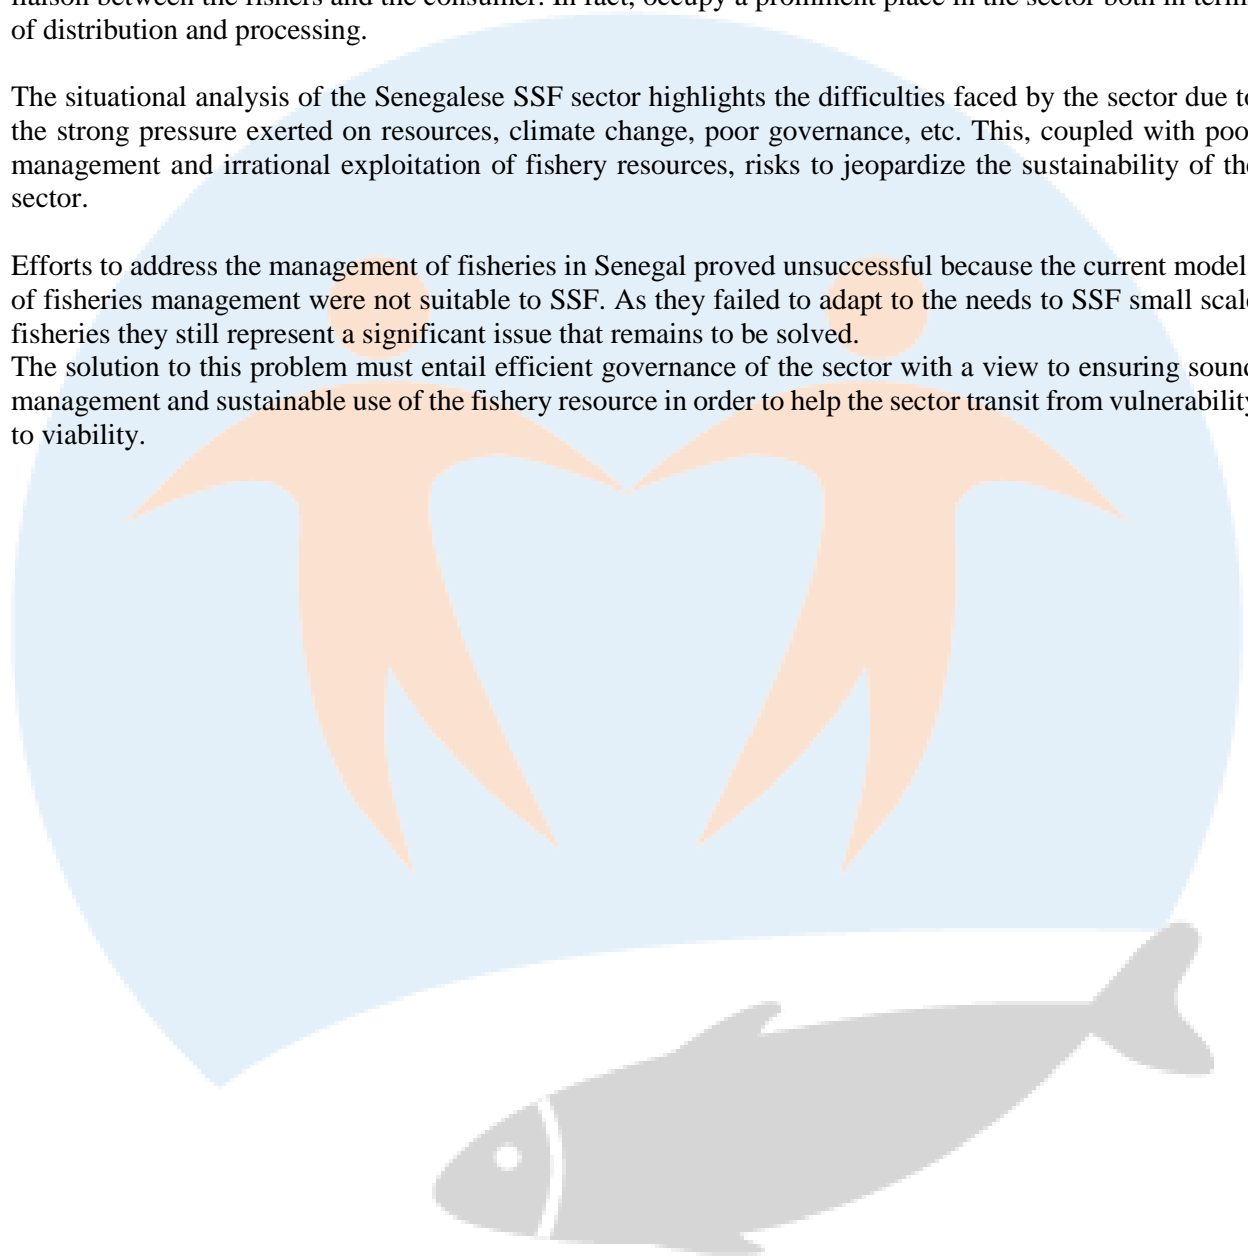 liaison between the fishers and the consumer. In fact, occupy a prominent place in the sector both in term
of distribution and processing.
The situational analysis of the Senegalese SSF sector highlights the difficulties faced by the sector due to
the strong pressure exerted on resources, climate change, poor governance, etc. This, coupled with poo
management and irrational exploitation of fishery resources, risks to jeopardize the sustainability of the
sector.
Efforts to address the management of fisheries in Senegal proved unsuccessful because the current model
of fisheries management were not suitable to SSF. As they failed to adapt to the needs to SSF small scale
fisheries they still represent a significant issue that remains to be solved.
The solution to this problem must entail efficient governance of the sector with a view to ensuring sound
management and sustainable use of the fishery resource in order to help the sector transit from vulnerability
to viability.